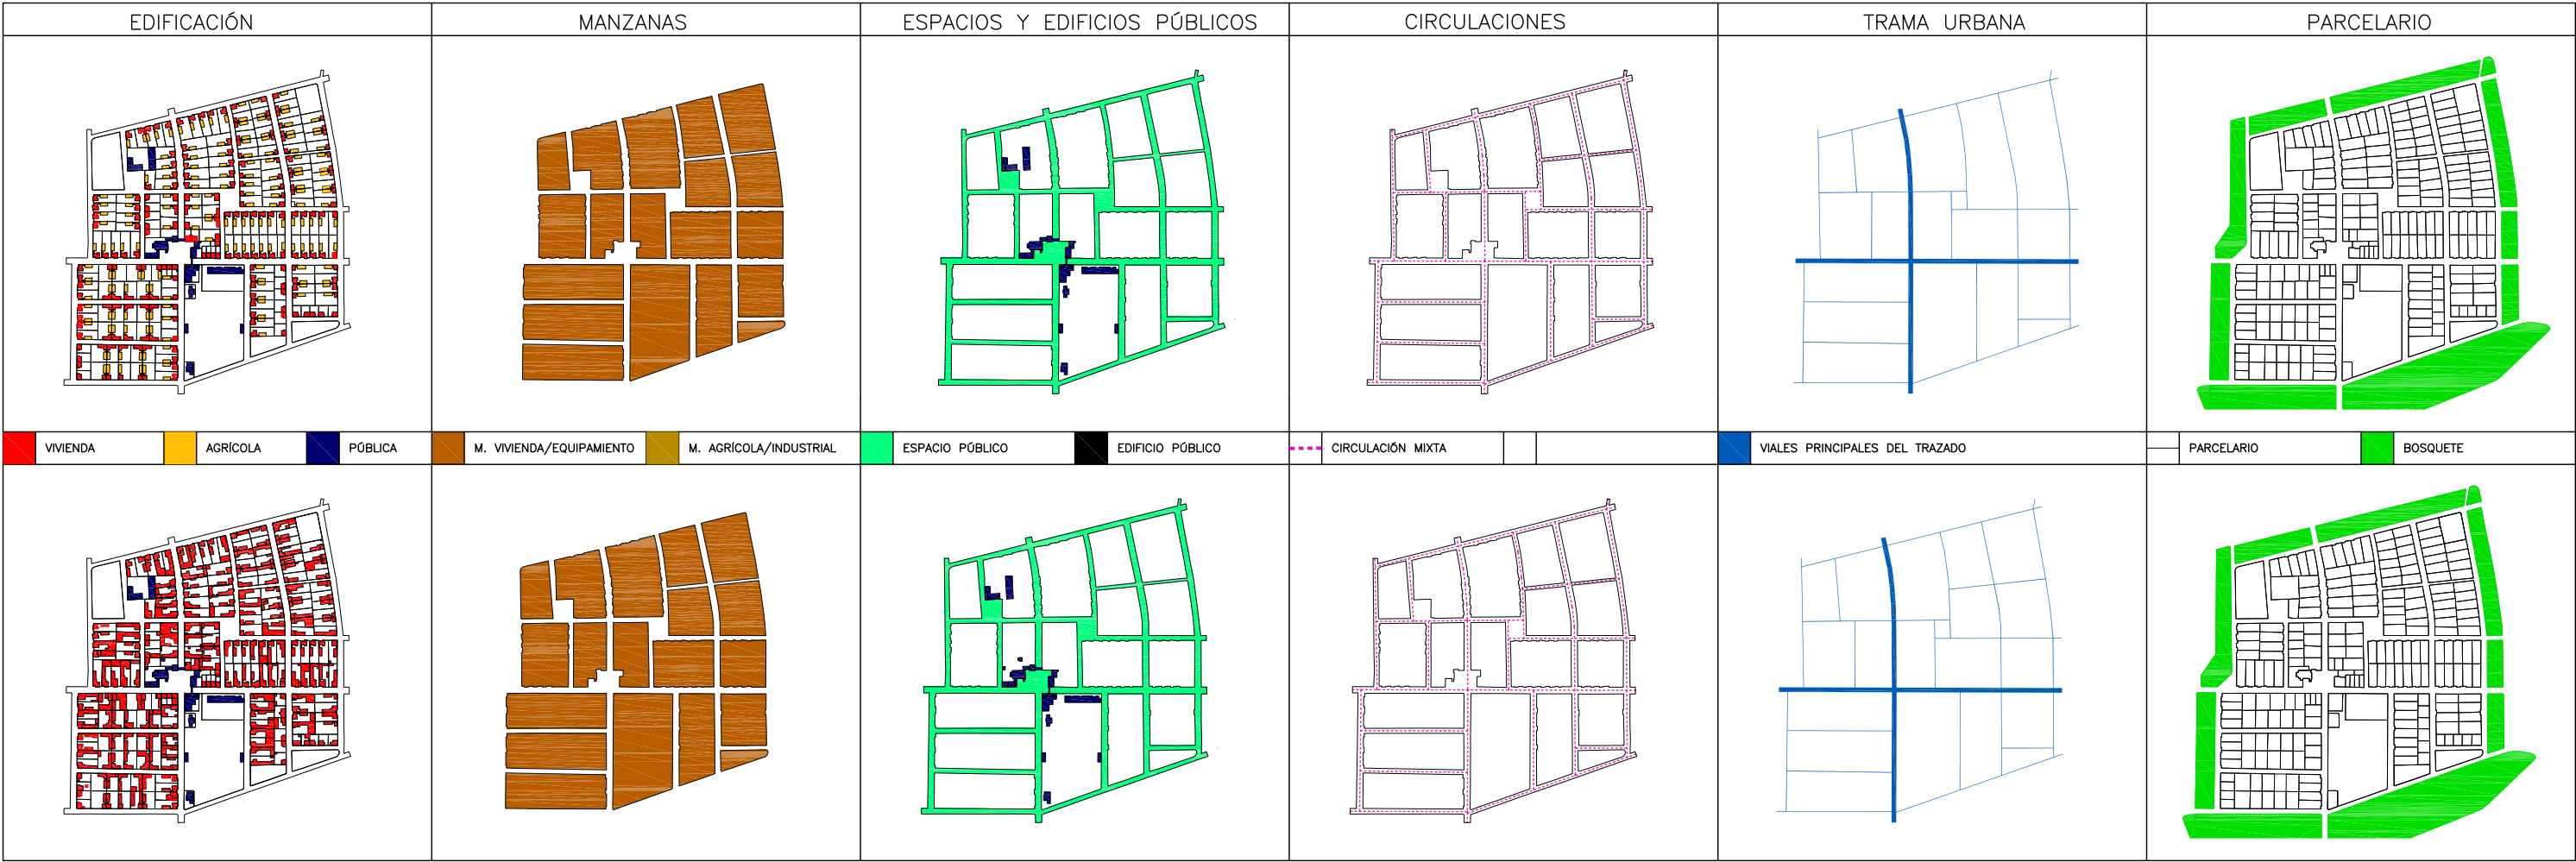 EDIFICACIÓN
MANZANAS
ESPACIOS Y EDIFICIOS PÚBLICOS
CIRCULACIONES
TRAMA URBANA
PARCELARIO
VIVIENDA
AGRÍCOLA
PÚBLICA
M. VIVIENDA/EQUIPAMIENTO
M. AGRÍCOLA/INDUSTRIAL
ESPACIO PÚBLICO
EDIFICIO PÚBLICO
CIRCULACIÓN MIXTA
VIALES PRINCIPALES DEL TRAZADO
PARCELARIO
BOSQUETE